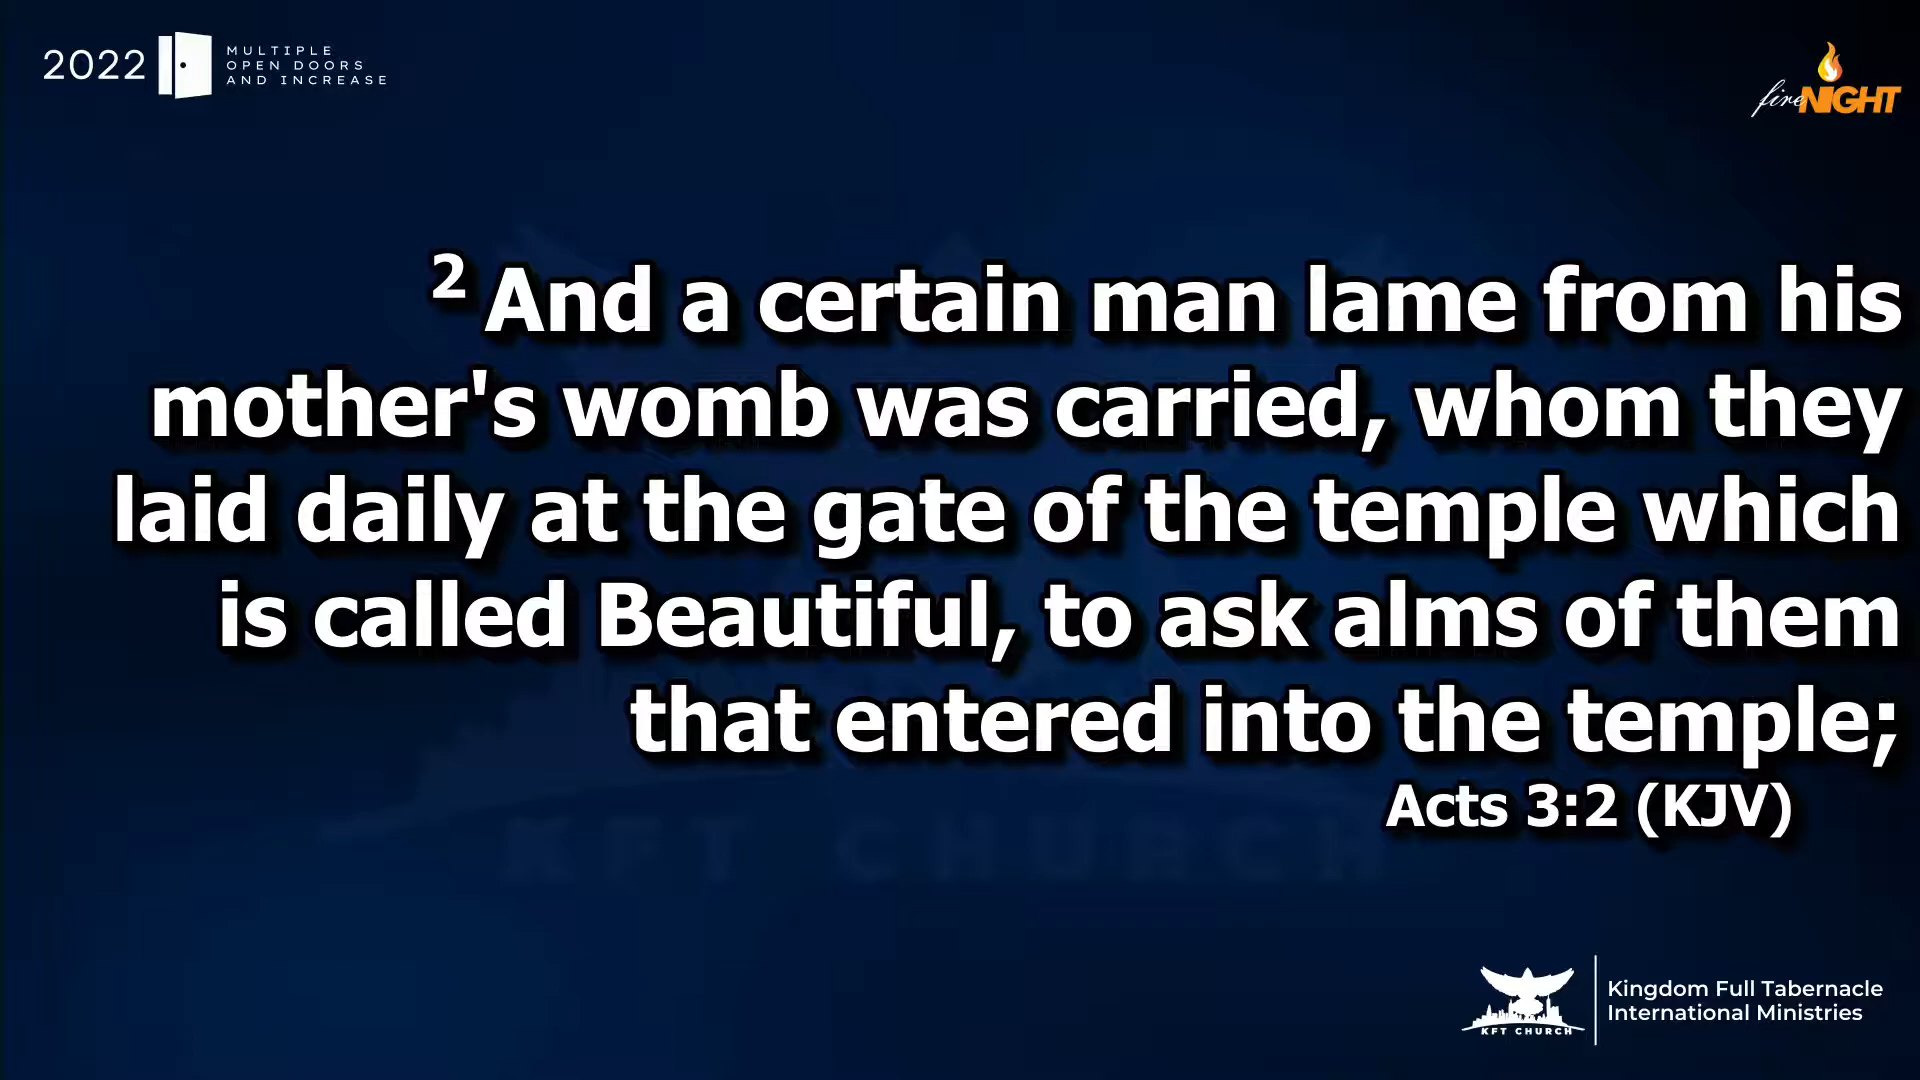 2022
MULTIPLE
OPEN DOORS
AND INCREASE
fireNIGHT
2 And a certain man lame from his
mother's womb was carried, whom they
laid daily at the gate of the temple which
is called Beautiful, to ask alms of them
that entered into the temple;
Acts 3:2 (KJV)
KFT CHURCH
KFT CHURCH
Kingdom Full Tabernacle
International Ministries